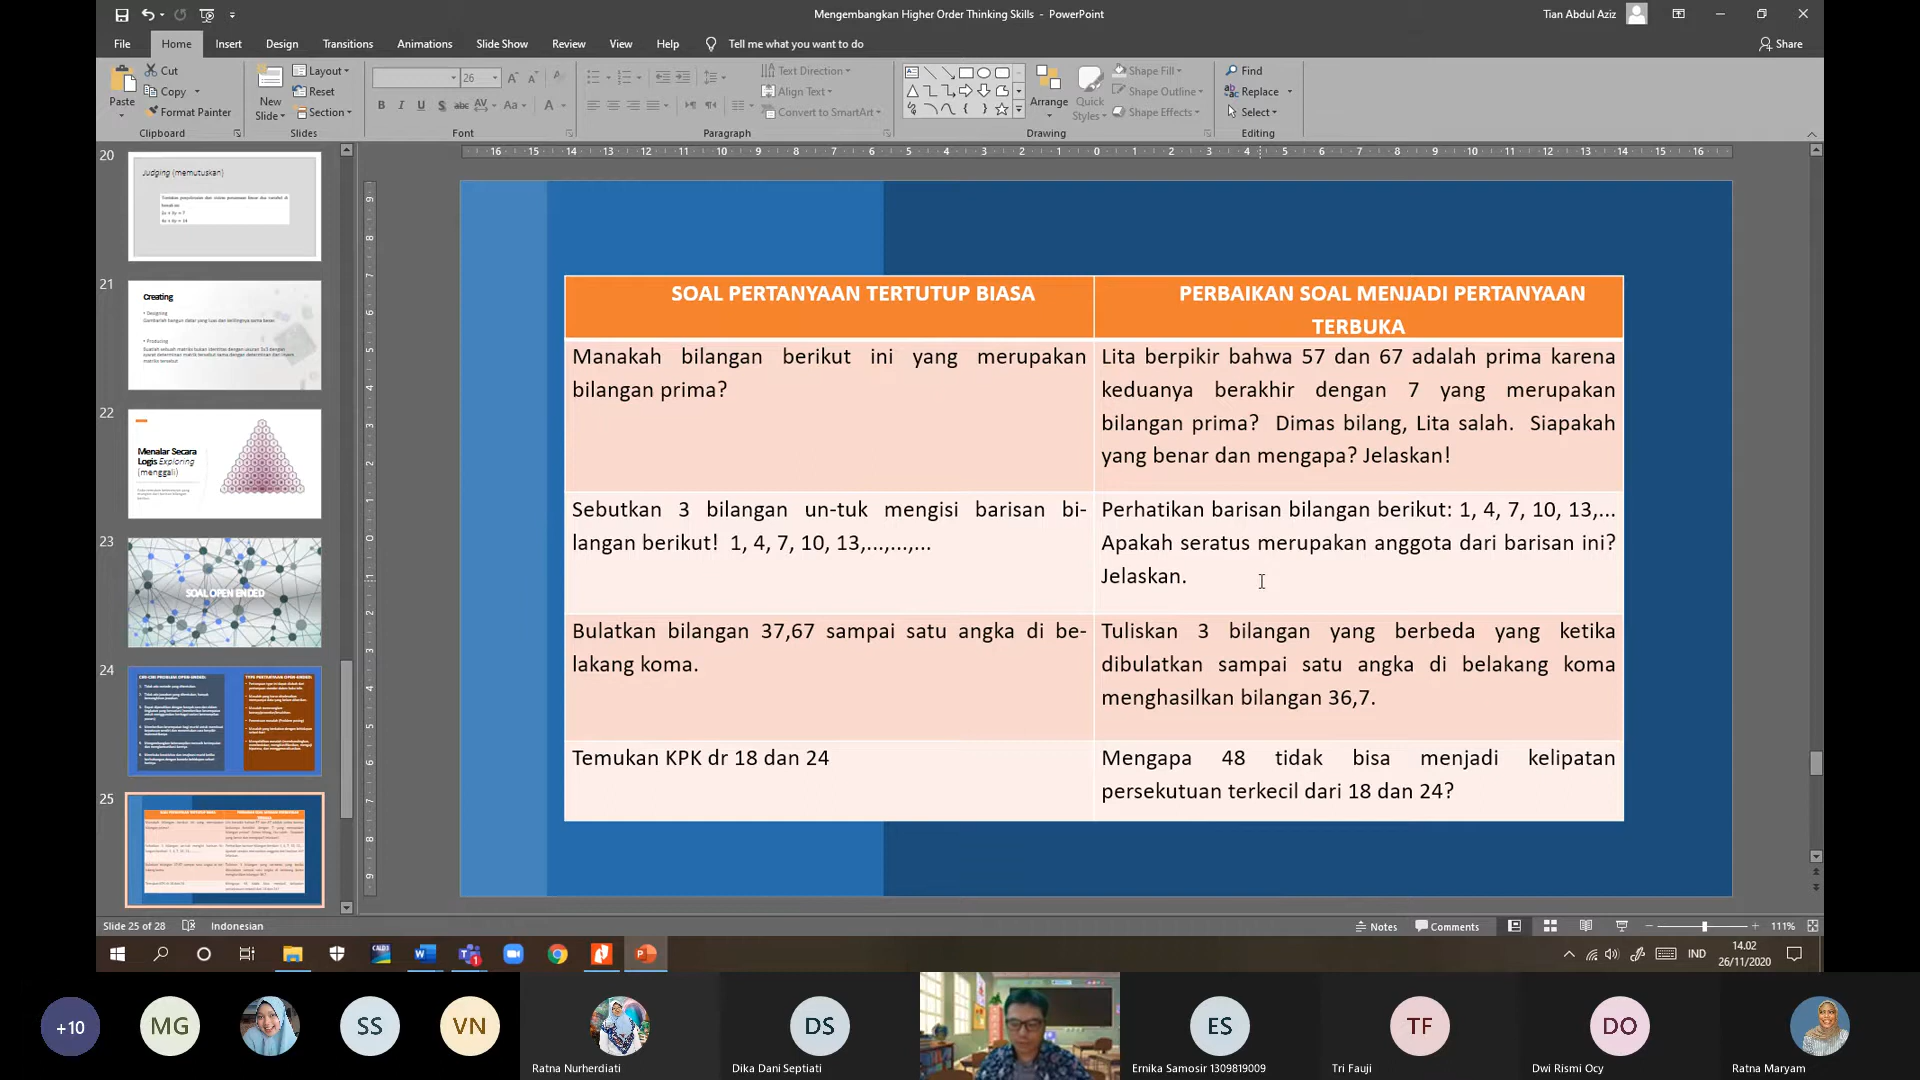 Mengembangkan Higher Order Thinking Skills - PowerPoint
Tian Abdul Aziz
File Home Insert Design Transitions Animations Slide Show Review View Help Tell me what you want to do Share
Paste
Cut
Copy
Format Painter
Clipboard
New Slide
Layout
Reset
Section
Slides
26
Font
Paragraph
Text Direction
Align Text
Convert to SmartArt
Arrange
Quick Styles
Shape Fill
Shape Outline
Shape Effects
Drawing
Find
Replace
Select
Editing
20
Judging (memutuskan)
21
Creating
• Designing
• Producing
22
Menalar Secara
Logis Exploring
(menggali)
23
SOAL OPEN ENDED
24
25
SOAL PERTANYAAN TERTUTUP BIASA
PERBAIKAN SOAL MENJADI PERTANYAAN
TERBUKA
Manakah bilangan berikut ini yang merupakan
bilangan prima?
Lita berpikir bahwa 57 dan 67 adalah prima karena
keduanya berakhir dengan 7 yang merupakan
bilangan prima? Dimas bilang, Lita salah. Siapakah
yang benar dan mengapa? Jelaskan!
Sebutkan 3 bilangan un-tuk mengisi barisan bi-
langan berikut! 1, 4, 7, 10, 13,...,...,...
Perhatikan barisan bilangan berikut: 1, 4, 7, 10, 13,...
Apakah seratus merupakan anggota dari barisan ini?
Jelaskan.
Bulatkan bilangan 37,67 sampai satu angka di be-
lakang koma.
Tuliskan 3 bilangan yang berbeda yang ketika
dibulatkan sampai satu angka di belakang koma
menghasilkan bilangan 36,7.
Temukan KPK dr 18 dan 24
Mengapa 48 tidak bisa menjadi kelipatan
persekutuan terkecil dari 18 dan 24?
Slide 25 of 28 Indonesian
Notes Comments 111%
IND
14.02
26/11/2020
+10
MG
SS
VN
Ratna Nurherdiati
DS
Dika Dani Septiati
ES
Ernika Samosir 1309819009
TF
Tri Fauji
DO
Dwi Rismi Ocy
Ratna Maryam